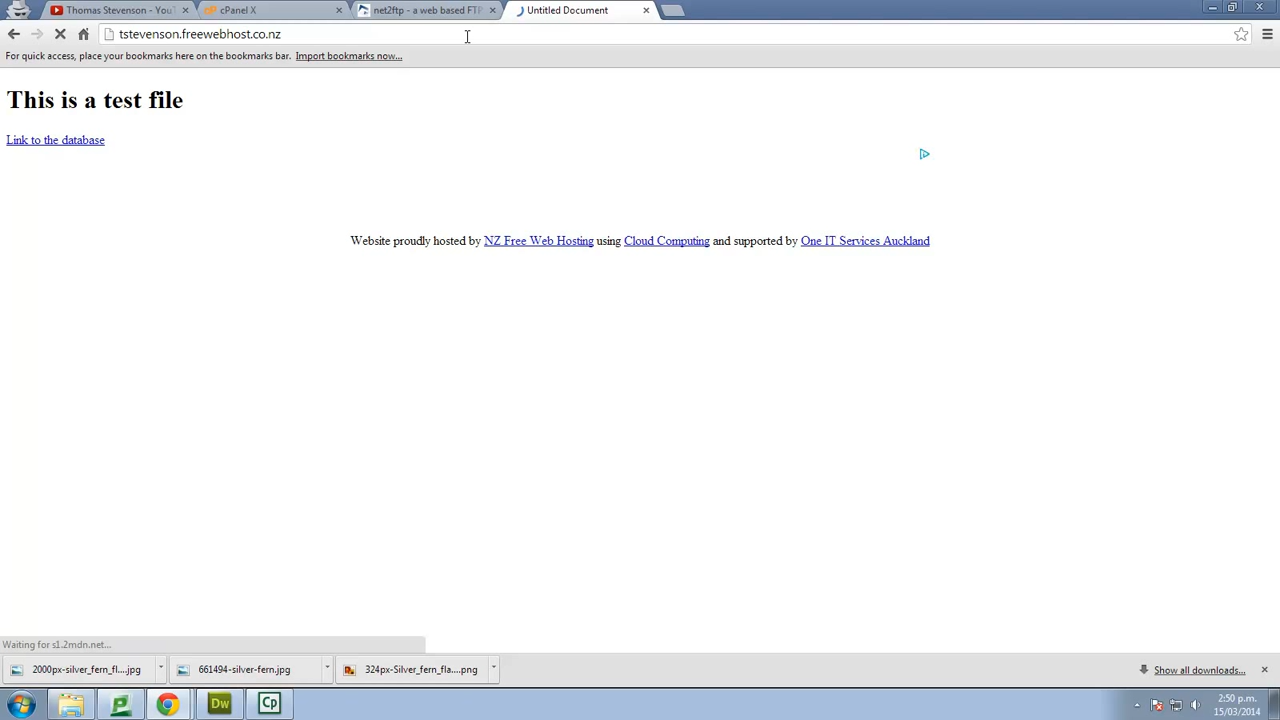 Thomas Stevenson - YouT
cPanel X
net2ftp - a web based FTP
Untitled Document
tstevenson.freewebhost.co.nz
For quick access, place your bookmarks here on the bookmarks bar. Import bookmarks now...
This is a test file
Link to the database
Website proudly hosted by NZ Free Web Hosting using Cloud Computing and supported by One IT Services Auckland
Waiting for s1.2mdn.net...
2000px-silver_fern_fl....jpg
661494-silver-fern.jpg
324px-Silver_fern_fla....png
Show all downloads...
Dw
Cp
2:50 p.m.
15/03/2014